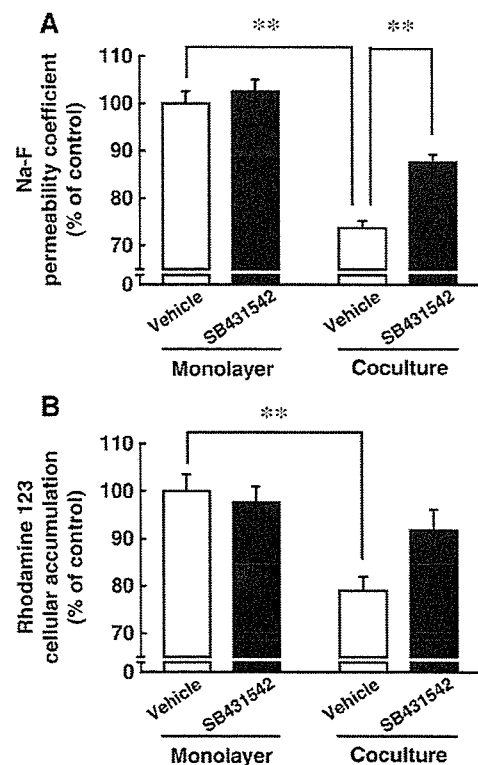 A
** **
Na-F
permeability coefficient
(% of control)
110
100
90
80
70
0
Vehicle SB431542 Vehicle SB431542
Monolayer Coculture
B
**
Rhodamine 123
cellular accumulation
(% of control)
110
100
90
80
70
0
Vehicle SB431542 Vehicle SB431542
Monolayer Coculture